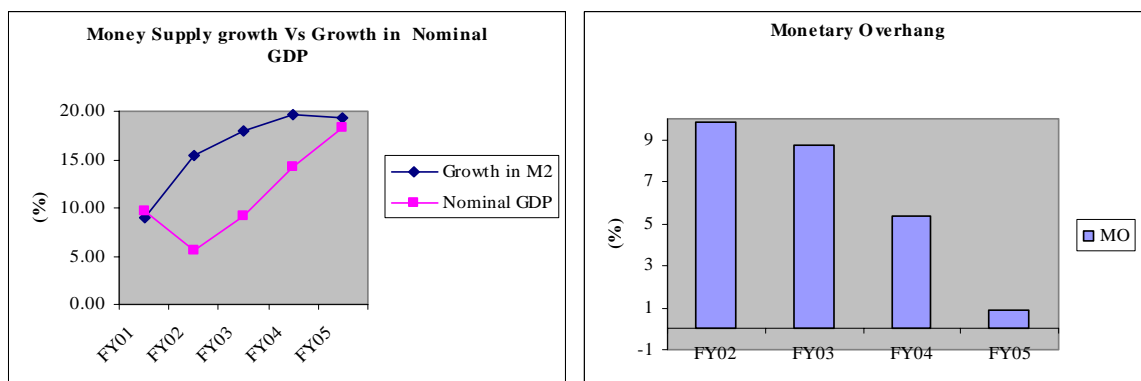 Money Supply growth Vs Growth in Nominal
GDP
20.00
15.00
10.00
5.00
0.00
(%)
FY01
FY02
FY03
FY04
FY05
Growth in M2
Nominal GDP
Monetary Overhang
9
7
5
3
1
-1
(%)
FY02 FY03 FY04 FY05
MO